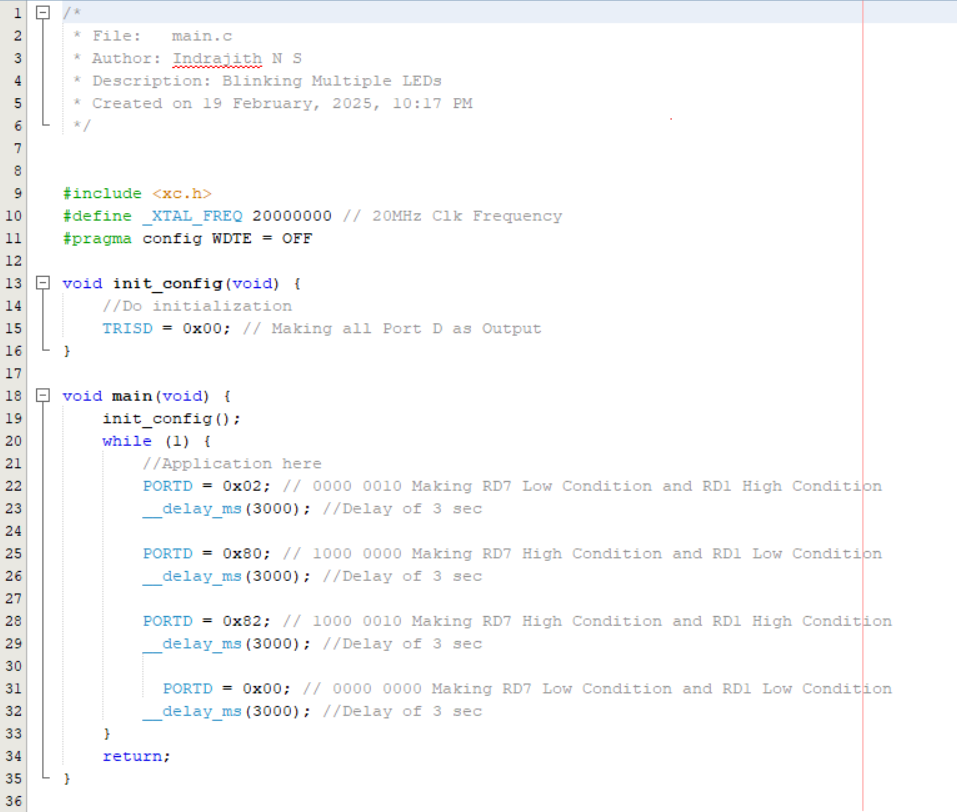 1 /*
2  * File:   main.c
3  * Author: Indrajith N S
4  * Description: Blinking Multiple LEDs
5  * Created on 19 February, 2025, 10:17 PM
6  */
7
8
9 #include <xc.h>
10 #define _XTAL_FREQ 20000000 // 20MHz Clk Frequency
11 #pragma config WDTE = OFF
12
13 void init_config(void) {
14     //Do initialization
15     TRISD = 0x00; // Making all Port D as Output
16 }
17
18 void main(void) {
19     init_config();
20     while (1) {
21         //Application here
22         PORTD = 0x02; // 0000 0010 Making RD7 Low Condition and RD1 High Condition
23         __delay_ms(3000); //Delay of 3 sec
24
25         PORTD = 0x80; // 1000 0000 Making RD7 High Condition and RD1 Low Condition
26         __delay_ms(3000); //Delay of 3 sec
27
28         PORTD = 0x82; // 1000 0010 Making RD7 High Condition and RD1 High Condition
29         __delay_ms(3000); //Delay of 3 sec
30
31           PORTD = 0x00; // 0000 0000 Making RD7 Low Condition and RD1 Low Condition
32         __delay_ms(3000); //Delay of 3 sec
33     }
34     return;
35 }
36